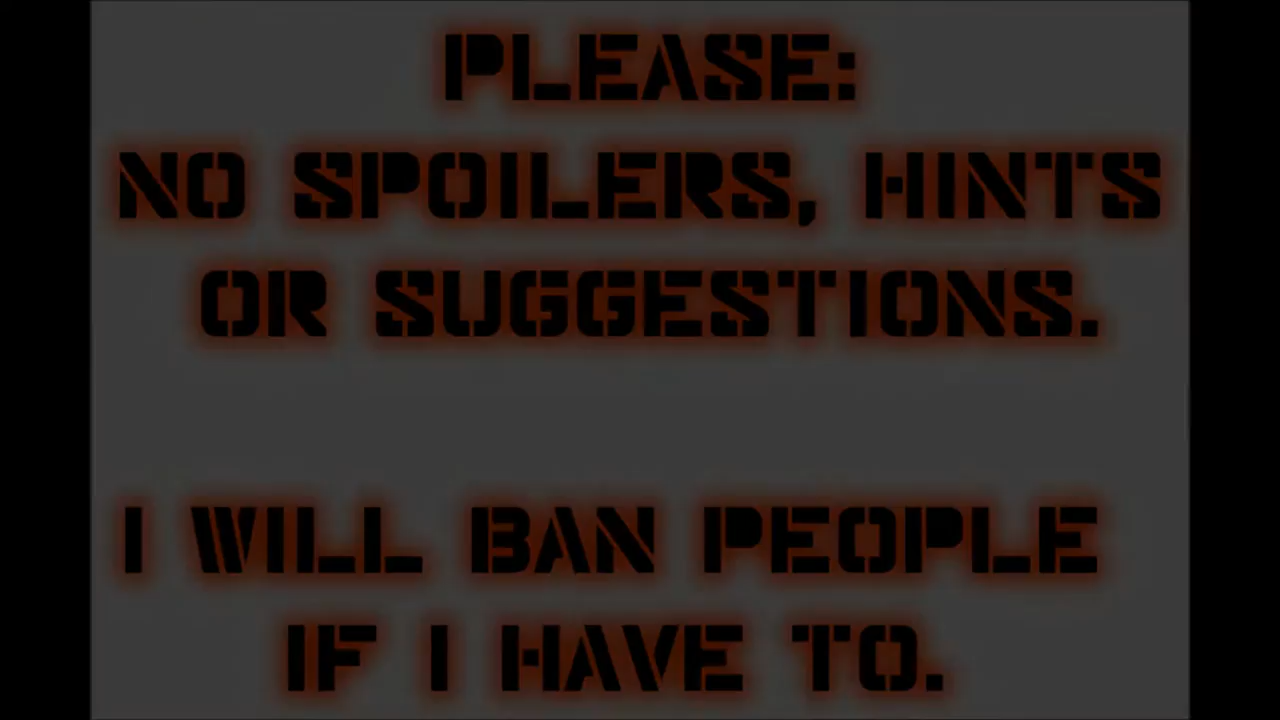 PLEASE:
NO SPOILERS, HINTS
OR SUGGESTIONS.
I WILL BAN PEOPLE
IF I HAVE TO.